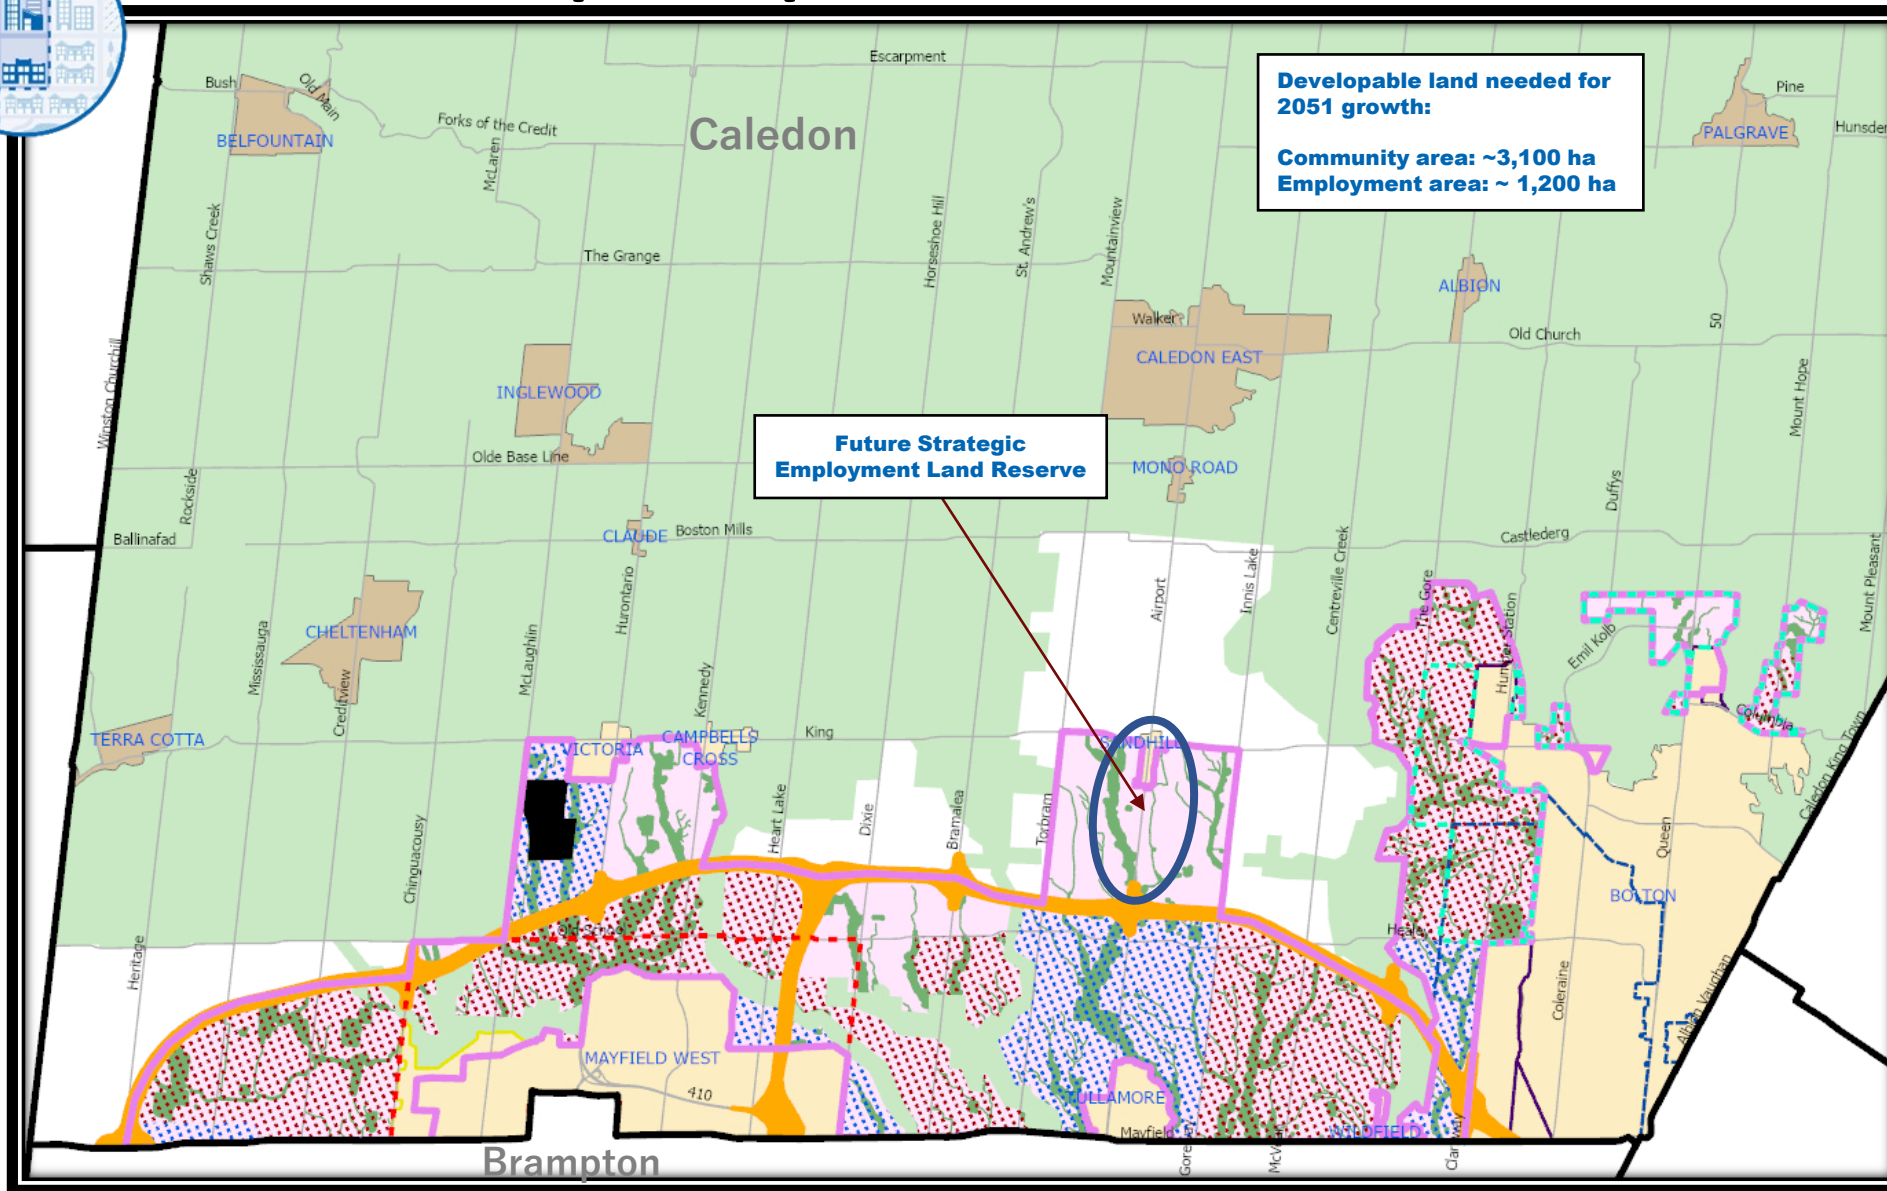 Escarpment
Bush
Old Main
BELFOUNTAIN
Forks of the Credit
McLaren
Caledon
Developable land needed for
2051 growth:
Community area: ~3,100 ha
Employment area: ~ 1,200 ha
Pine
PALGRAVE
Shaws Creek
The Grange
Horseshoe Hill
St. Andrew's
Mountainview
ALBION
Walker
CALEDON EAST
Old Church
50
Winston Churchill
INGLEWOOD
Olde Base Line
Mount Hope
Future Strategic
Employment Land Reserve
MONO ROAD
Rockside
Duffys
Ballinafad
CLAUDE
Boston Mills
Castlederg
Hurontario
Airport
Innis Lake
Centreville Creek
The Gore
Humber Station
Mount Pleasant
CHELTENHAM
Mississauga
Creditview
McLaughlin
Kennedy
Emil Kolb
TERRA COTTA
VICTORIA
CAMPBELLS
CROSS
King
SANDHILL
Columbia
Caledon King Town
Chinguacousy
Heart Lake
Dixie
Bramalea
Torbram
Queen
BOLTON
Heritage
Old School
Healey
Coleraine
Albion Vaughan
MAYFIELD WEST
410
TULLAMORE
Mayfield
WILDFIELD
Brampton